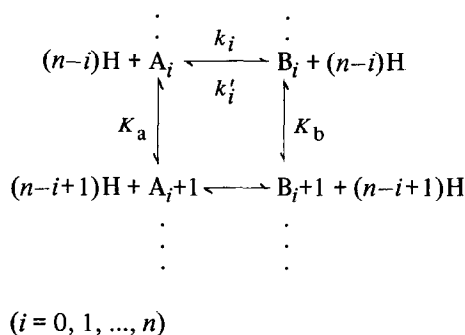 k_i
(n–i)H + A_i B_i + (n–i)H
k'_i
K_a K_b
(n–i+1)H + A_i+1 B_i+1 + (n–i+1)H
(i = 0, 1, ..., n)